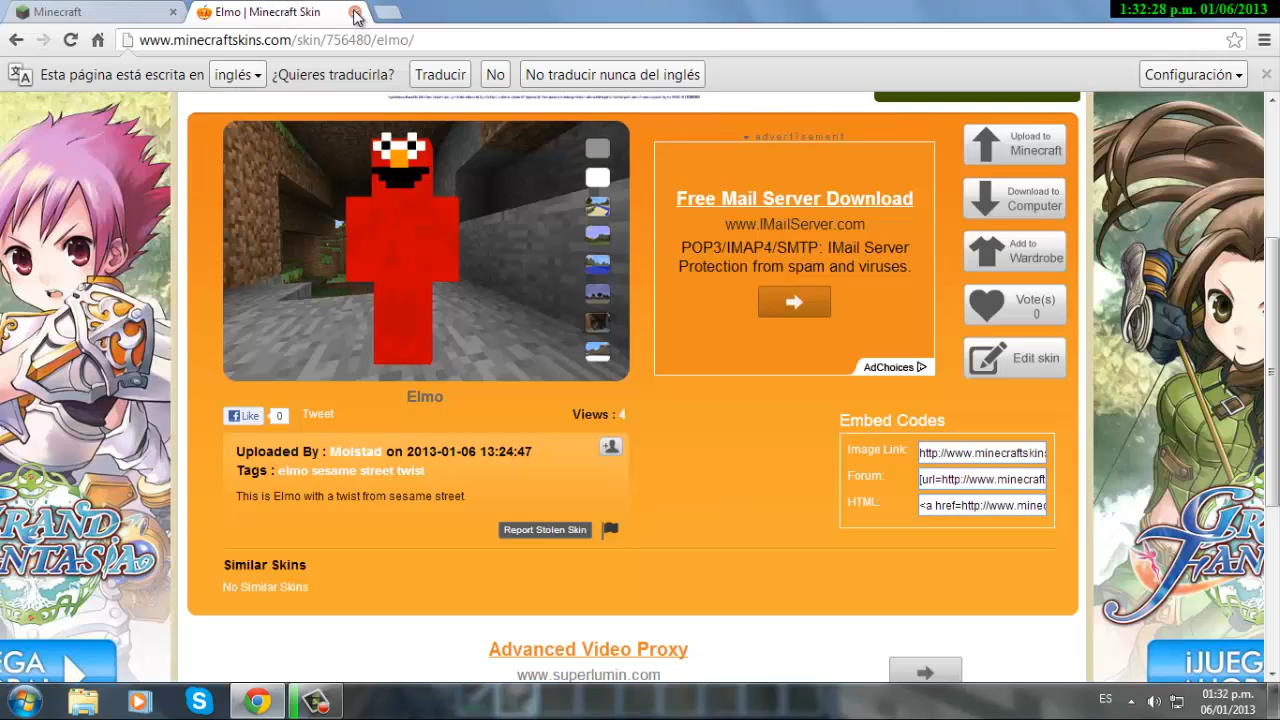 Minecraft
Elmo | Minecraft Skin
1:32:28 p.m. 01/06/2013
www.minecraftskins.com/skin/756480/elmo/
Esta página está escrita en inglés ¿Quieres traducirla? Traducir No No traducir nunca del inglés Configuración
advertisement
Free Mail Server Download
www.IMailServer.com
POP3/IMAP4/SMTP: IMail Server
Protection from spam and viruses.
AdChoices
Upload to
Minecraft
Download to
Computer
Add to
Wardrobe
Vote(s)
0
Edit skin
Elmo
Like 0 Tweet Views : 4
Uploaded By : Molstad on 2013-01-06 13:24:47
Tags : elmo sesame street twist
This is Elmo with a twist from sesame street.
Report Stolen Skin
Embed Codes
Image Link: http://www.minecraftskins
Forum: [url=http://www.minecraft
HTML: <a href=http://www.minec
Similar Skins
No Similar Skins
Advanced Video Proxy
www.superlumin.com
GRAND
FANTASIA
¡JUEG
ES
01:32 p.m.
06/01/2013